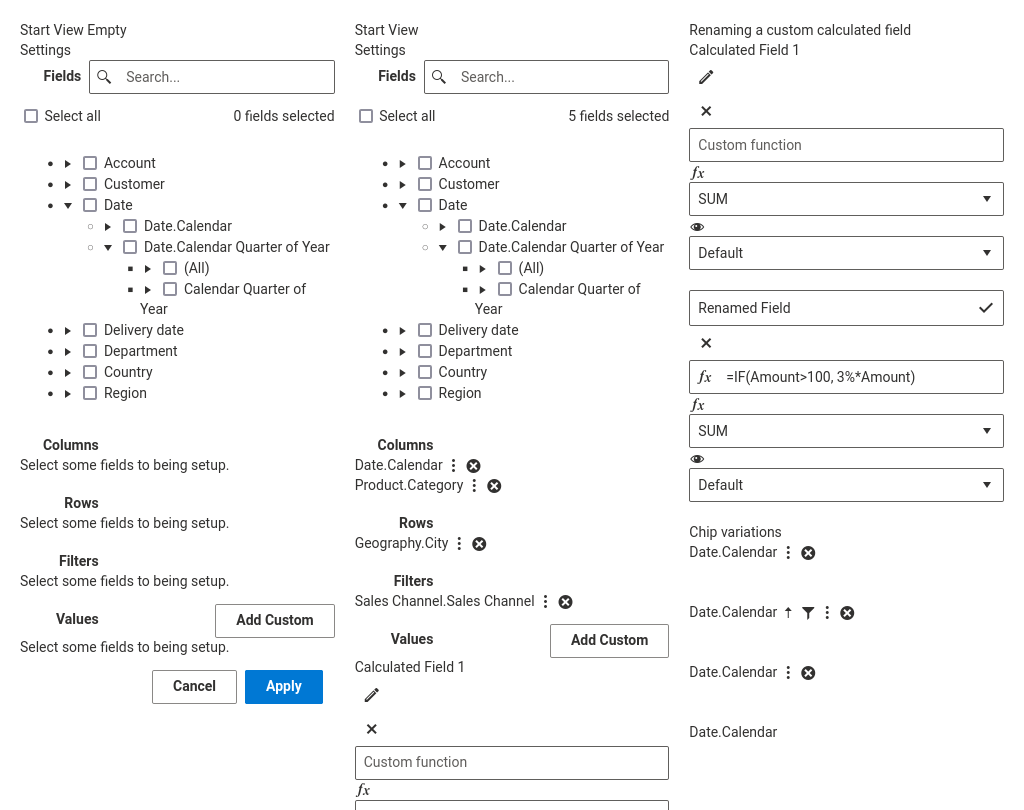 Start View Empty
Settings
Fields
Search...
Select all
0 fields selected
Account
Customer
Date
Date.Calendar
Date.Calendar Quarter of Year
(All)
Calendar Quarter of
Year
Delivery date
Department
Country
Region
Columns
Select some fields to being setup.
Rows
Select some fields to being setup.
Filters
Select some fields to being setup.
Values
Add Custom
Select some fields to being setup.
Cancel
Apply
Start View
Settings
Fields
Search...
Select all
5 fields selected
Account
Customer
Date
Date.Calendar
Date.Calendar Quarter of Year
(All)
Calendar Quarter of
Year
Delivery date
Department
Country
Region
Columns
Date.Calendar
Product.Category
Rows
Geography.City
Filters
Sales Channel.Sales Channel
Values
Add Custom
Calculated Field 1
Custom function
fx
Renaming a custom calculated field
Calculated Field 1
Custom function
fx
SUM
Default
Renamed Field
fx =IF(Amount>100, 3%*Amount)
fx
SUM
Default
Chip variations
Date.Calendar
Date.Calendar
Date.Calendar
Date.Calendar